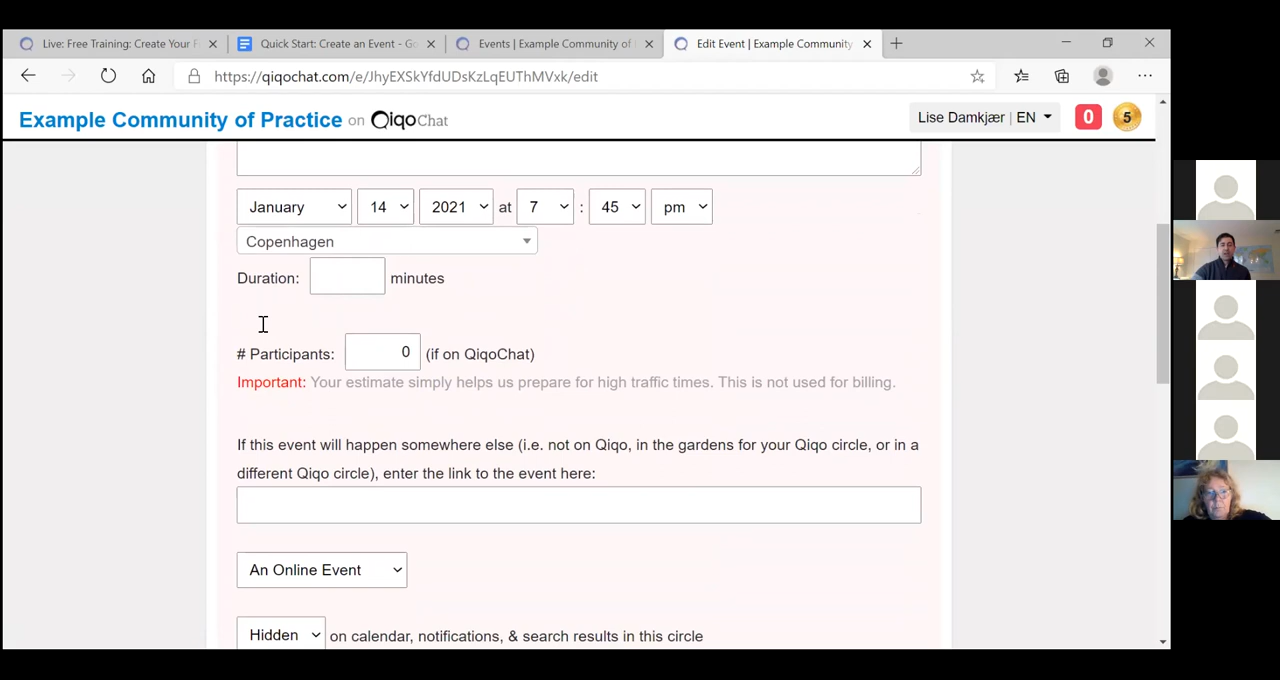 Live: Free Training: Create Your F
Quick Start: Create an Event - Go
Events | Example Community of
Edit Event | Example Community
https://qiqochat.com/e/JhyEXSkYfdUDsKzLqEUThMVxk/edit
Example Community of Practice on Qiqo Chat
Lise Damkjær | EN
0
5
January 14 2021 at 7 : 45 pm
Copenhagen
Duration: minutes
# Participants: 0 (if on QiqoChat)
Important: Your estimate simply helps us prepare for high traffic times. This is not used for billing.
If this event will happen somewhere else (i.e. not on Qiqo, in the gardens for your Qiqo circle, or in a
different Qiqo circle), enter the link to the event here:
An Online Event
Hidden on calendar, notifications, & search results in this circle